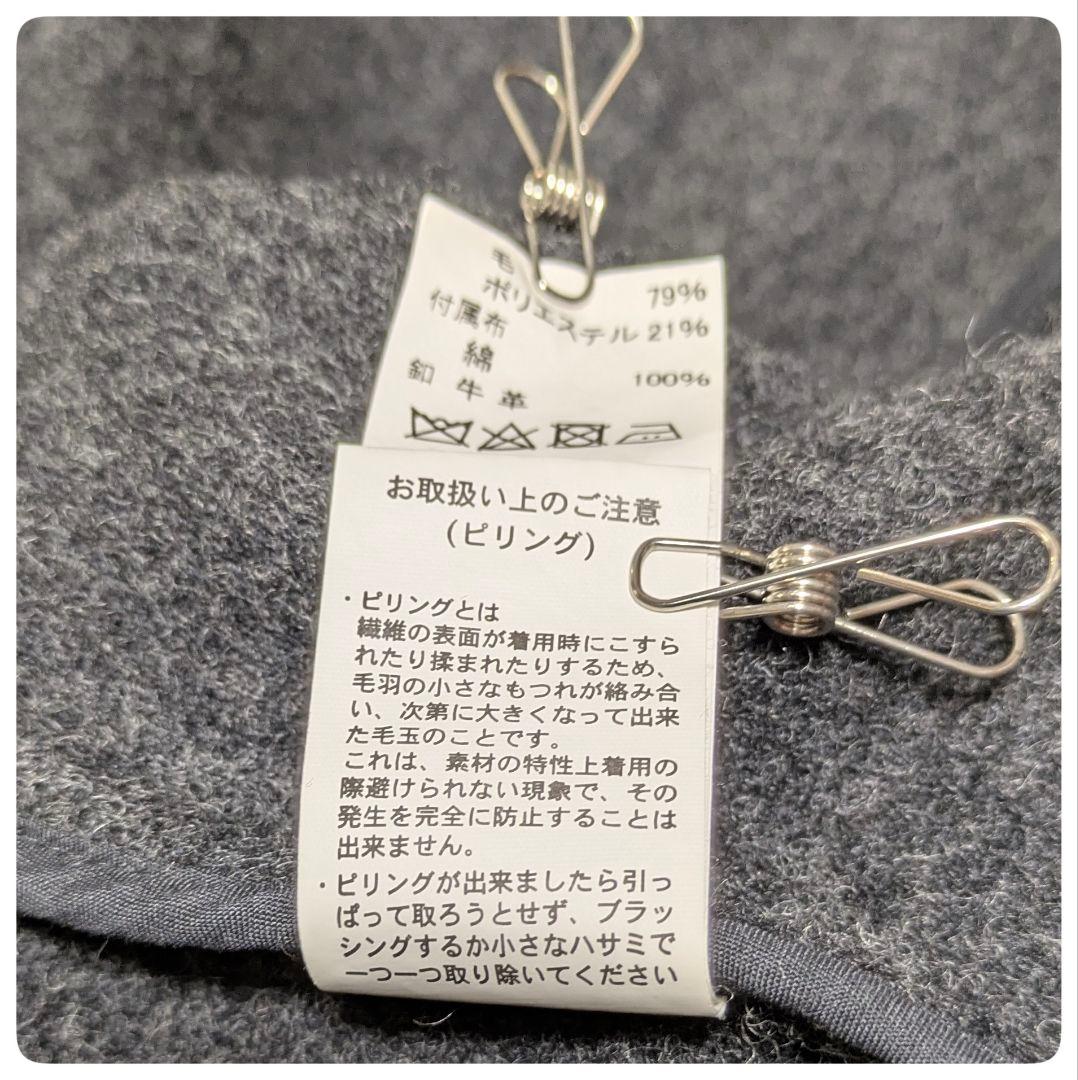 毛 79%
ポリエステル 21%
付属布
綿 100%
釦 牛革
お取扱い上のご注意
(ピリング)
・ピリングとは
繊維の表面が着用時にこすら
れたり揉まれたりするため、
毛羽の小さなもつれが絡み合
い、次第に大きくなって出来
た毛玉のことです。
これは、素材の特性上着用の
際避けられない現象で、その
発生を完全に防止することは
出来ません。
・ピリングが出来ましたら引っ
ぱって取ろうとせず、ブラッ
シングするか小さなハサミで
一つ一つ取り除いてください